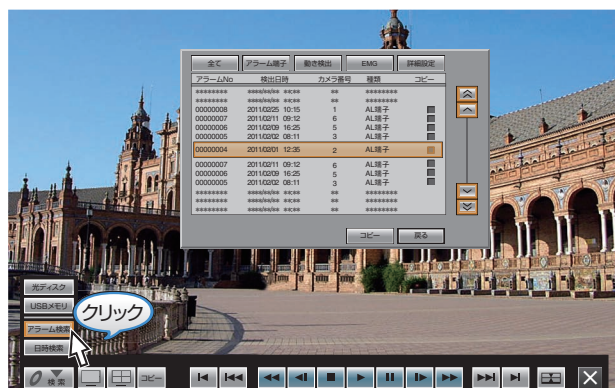 全て アラーム端子 動き検出 EMG 詳細設定
アラームNo 検出日時 カメラ番号 種類 コピー
******** ****/**/** **:** ** ********
******** ****/**/** **:** ** ********
00000008 2011/02/25 10:15 1 AL端子
00000007 2011/02/11 09:12 6 AL端子
00000006 2011/02/09 16:25 5 AL端子
00000005 2011/02/02 08:11 3 AL端子
00000004 2011/02/01 12:35 2 AL端子
00000007 2011/02/11 09:12 6 AL端子
00000006 2011/02/09 16:25 5 AL端子
00000005 2011/02/02 08:11 3 AL端子
******** ****/**/** **:** ** ********
******** ****/**/** **:** ** ********
コピー 戻る
光ディスク
USBメモリ
アラーム検索
日時検索
クリック
検索
コピー